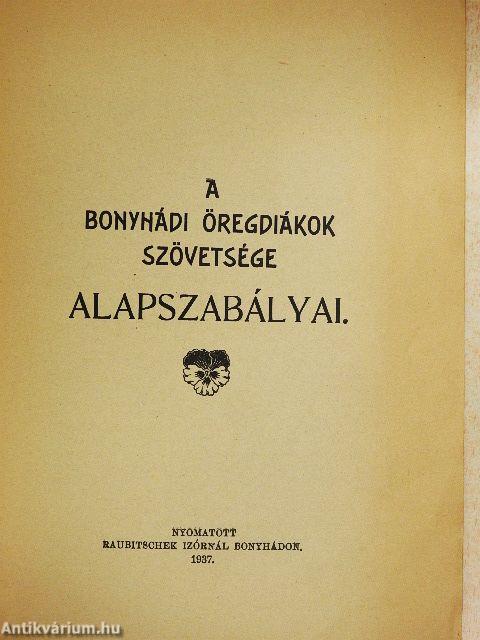 A
BONYHÁDI ÖREGDIÁKOK
SZÖVETSÉGE
ALAPSZABÁLYAI.
NYOMATOTT
RAUBITSCHEK IZÓRNÁL BONYHÁDON.
1937.
Antikvárium.hu